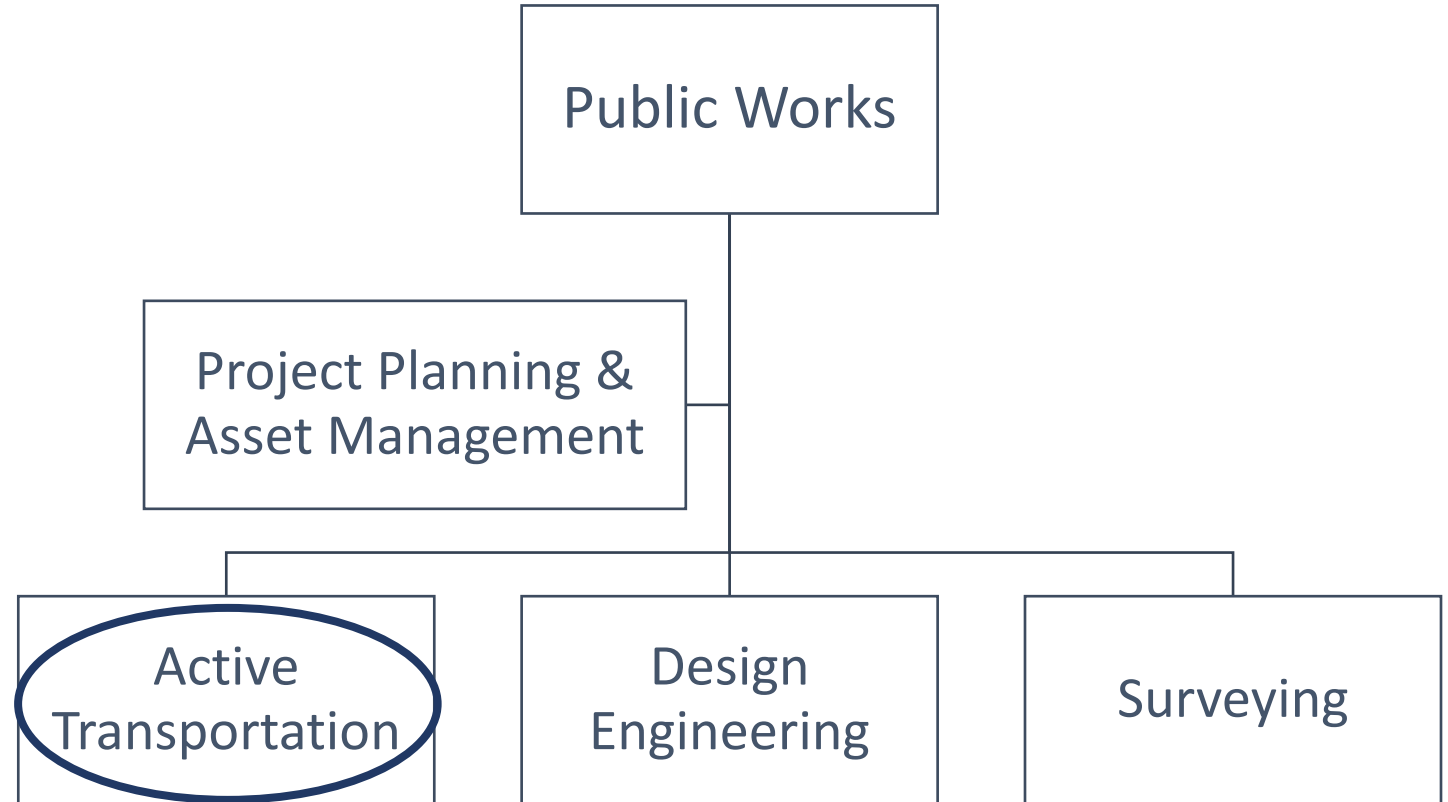 Public Works
Project Planning &
Asset Management
Active
Transportation
Design
Engineering
Surveying